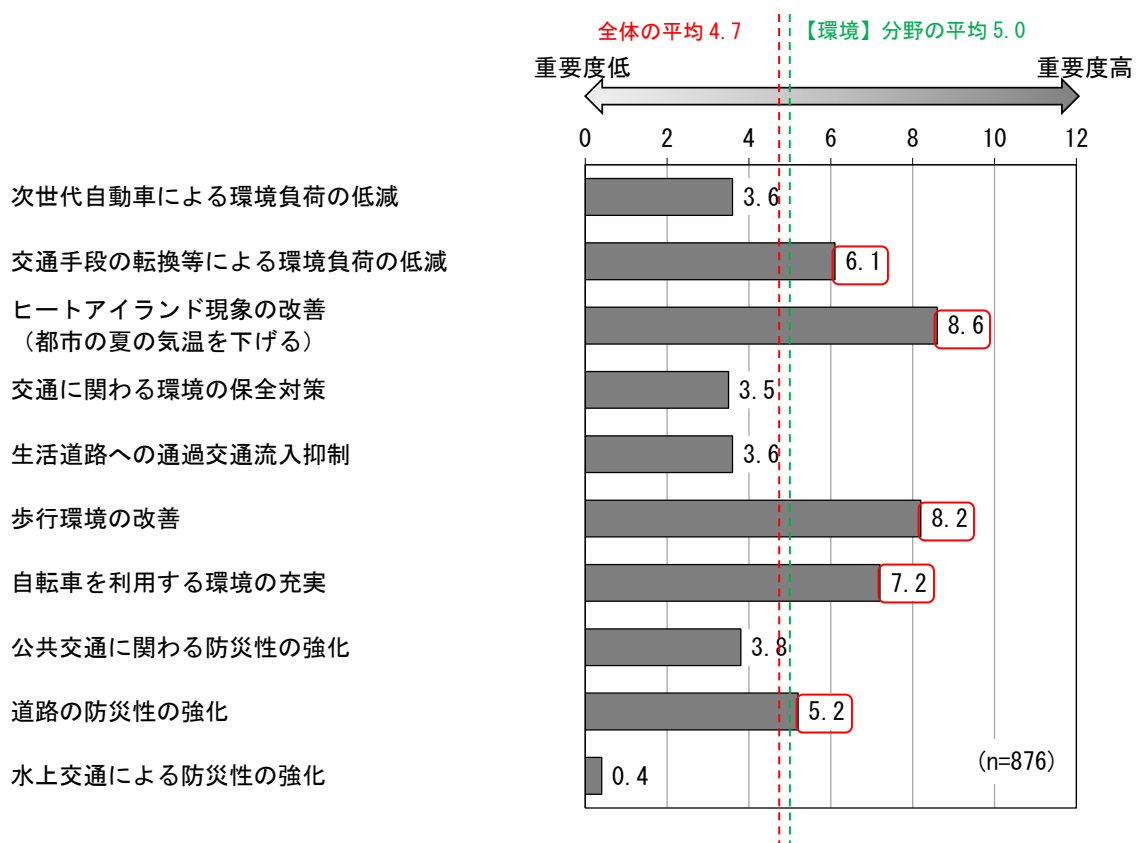 全体の平均4.7
【環境】分野の平均5.0
重要度低
重要度高
0 2 4 6 8 10 12
次世代自動車による環境負荷の低減 3.6
交通手段の転換等による環境負荷の低減 6.1
ヒートアイランド現象の改善
（都市の夏の気温を下げる） 8.6
交通に関わる環境の保全対策 3.5
生活道路への通過交通流入抑制 3.6
歩行環境の改善 8.2
自転車を利用する環境の充実 7.2
公共交通に関わる防災性の強化 3.8
道路の防災性の強化 5.2
水上交通による防災性の強化 0.4
(n=876)